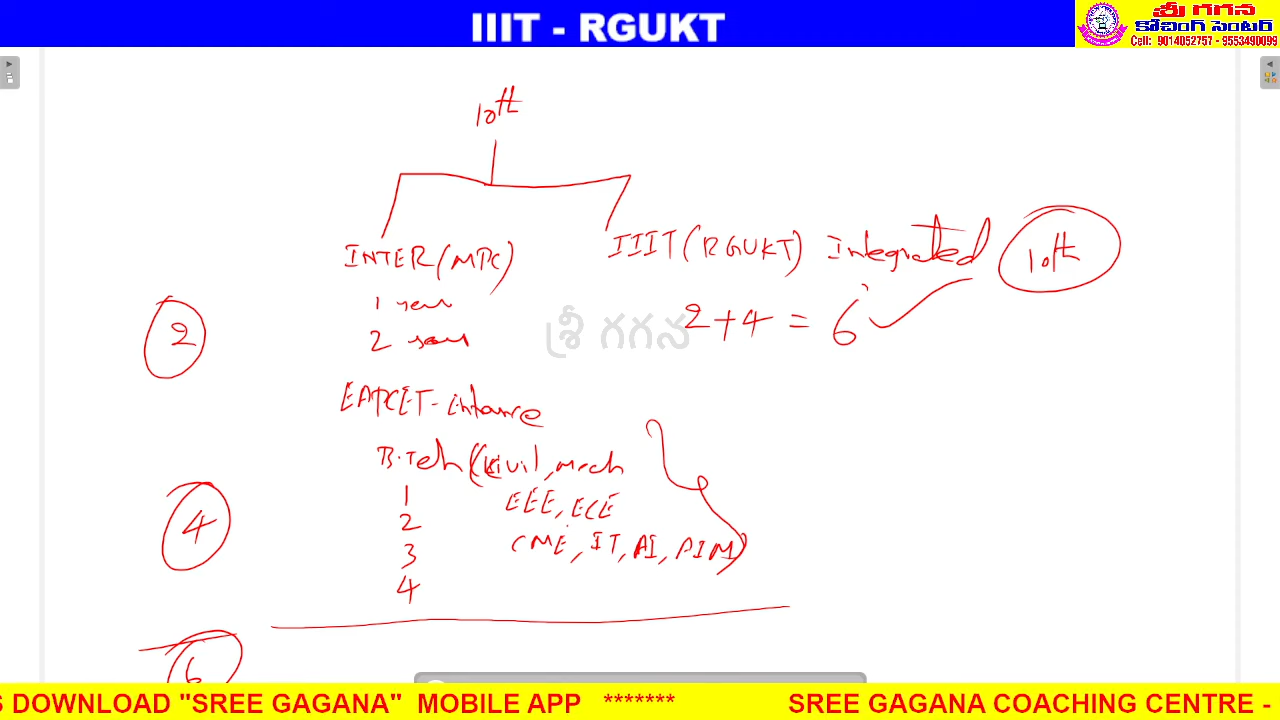 IIIT - RGUKT
శ్రీ గగన
కోచింగ్ సెంటర్
Cell: 9014052757 - 9553490099
10th
INTER (MPC)
IIIT (RGUKT) Integrated
10th
1 year
2 + 4 = 6
2
2 year
శ్రీ గగన
EAPCET - Entrance
B.Tech (Civil, Mech
1
EEE, ECE
4
2
CME, IT, AI, AIM)
3
4
6
S DOWNLOAD "SREE GAGANA" MOBILE APP ******* SREE GAGANA COACHING CENTRE -